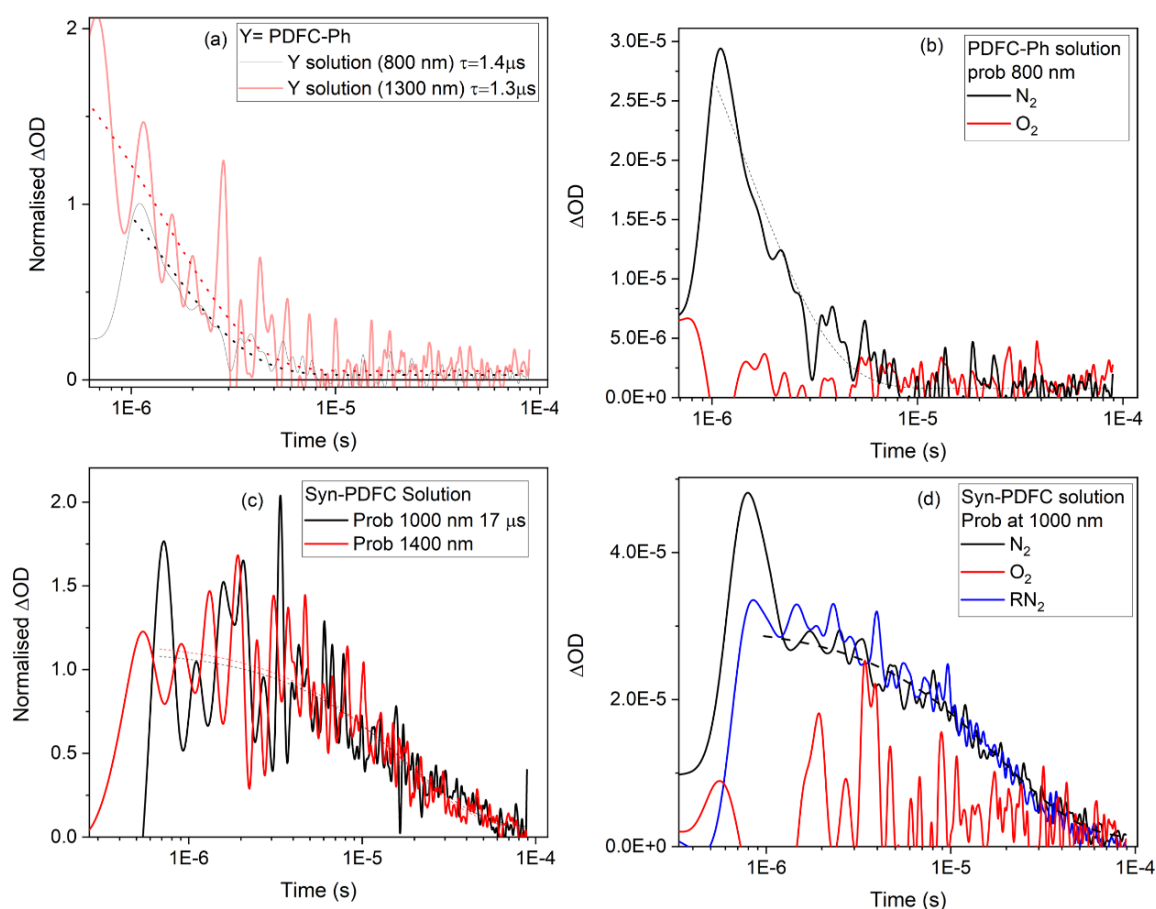 (a)
Y= PDFC-Ph
Y solution (800 nm) τ=1.4μs
Y solution (1300 nm) τ=1.3μs
Normalised ΔOD
2
1
0
1E-6
1E-5
1E-4
Time (s)
(b)
PDFC-Ph solution
prob 800 nm
N₂
O₂
ΔOD
3.0E-5
2.5E-5
2.0E-5
1.5E-5
1.0E-5
5.0E-6
0.0E+0
1E-6
1E-5
1E-4
Time (s)
(c)
Syn-PDFC Solution
Prob 1000 nm 17 μs
Prob 1400 nm
Normalised ΔOD
2.0
1.5
1.0
0.5
0.0
1E-6
1E-5
1E-4
Time (s)
(d)
Syn-PDFC solution
Prob at 1000 nm
N₂
O₂
RN₂
ΔOD
4.0E-5
2.0E-5
0.0E+0
1E-6
1E-5
1E-4
Time (s)